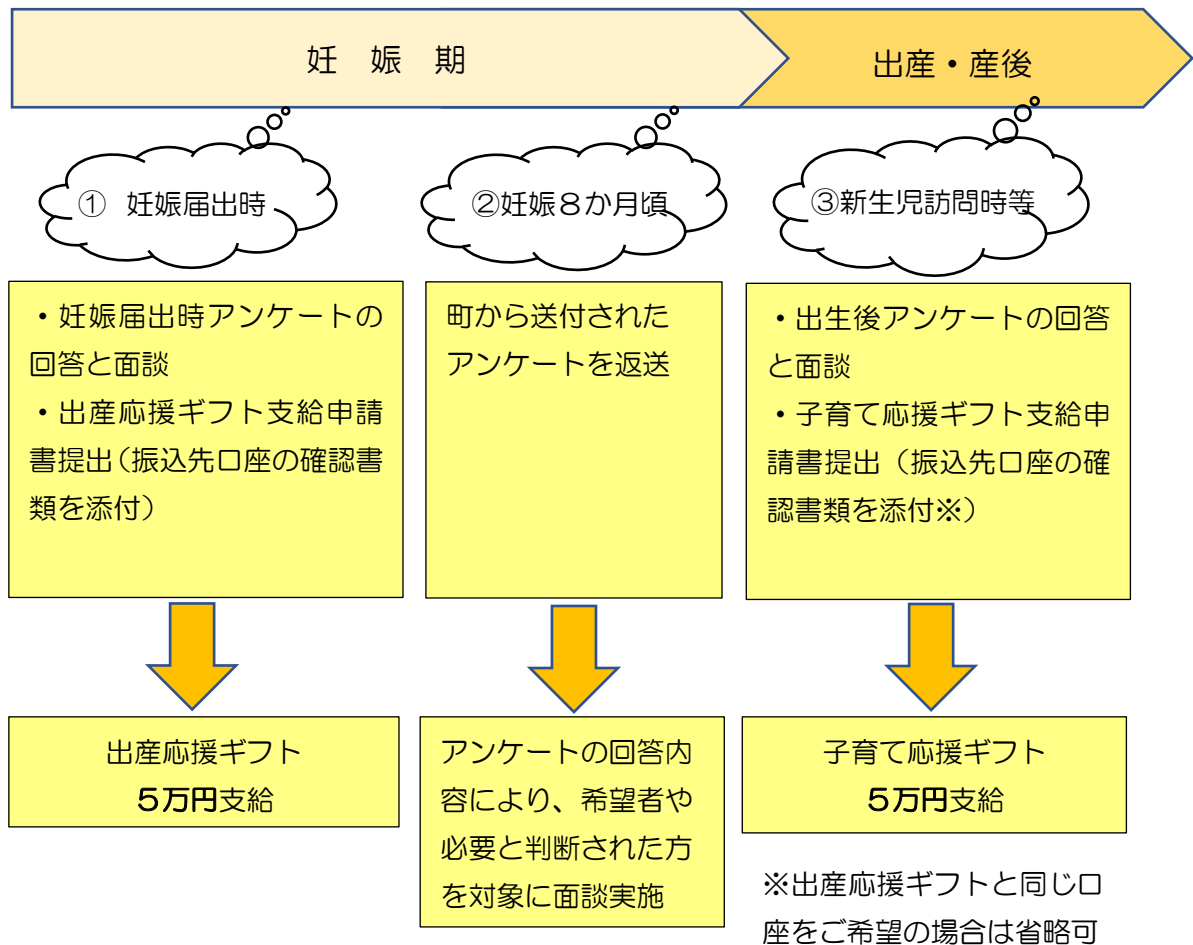 妊 娠 期
出産・産後
① 妊娠届出時
②妊娠８か月頃
③新生児訪問時等
・妊娠届出時アンケートの
回答と面談
・出産応援ギフト支給申請
書提出（振込先口座の確認書
類を添付）
町から送付された
アンケートを返送
・出生後アンケートの回答
と面談
・子育て応援ギフト支給申
請書提出（振込先口座の確
認書類を添付※）
出産応援ギフト
５万円支給
アンケートの回答内
容により、希望者や
必要と判断された方
を対象に面談実施
子育て応援ギフト
５万円支給
※出産応援ギフトと同じ口
座をご希望の場合は省略可